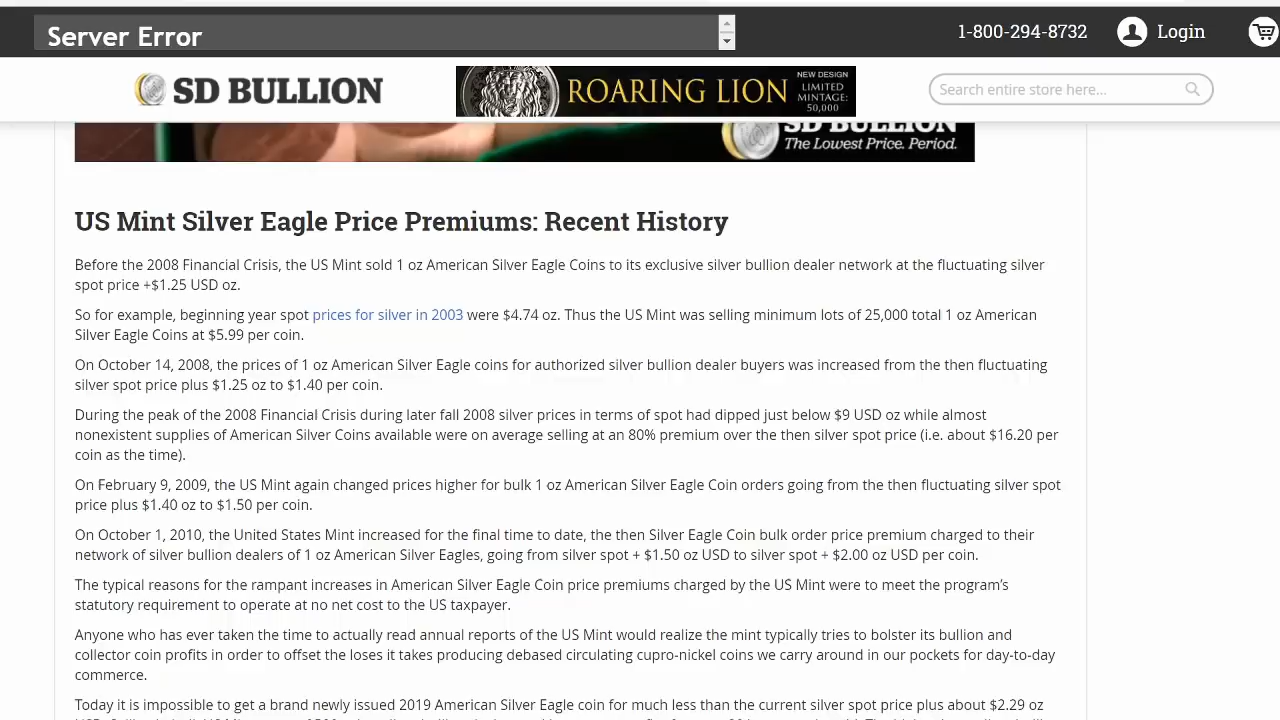 Server Error
1-800-294-8732
Login
SD BULLION
ROARING LION
NEW DESIGN
LIMITED
MINTAGE:
50,000
Search entire store here...
SD BULLION
The Lowest Price. Period.
US Mint Silver Eagle Price Premiums: Recent History
Before the 2008 Financial Crisis, the US Mint sold 1 oz American Silver Eagle Coins to its exclusive silver bullion dealer network at the fluctuating silver
spot price +$1.25 USD oz.
So for example, beginning year spot prices for silver in 2003 were $4.74 oz. Thus the US Mint was selling minimum lots of 25,000 total 1 oz American
Silver Eagle Coins at $5.99 per coin.
On October 14, 2008, the prices of 1 oz American Silver Eagle coins for authorized silver bullion dealer buyers was increased from the then fluctuating
silver spot price plus $1.25 oz to $1.40 per coin.
During the peak of the 2008 Financial Crisis during later fall 2008 silver prices in terms of spot had dipped just below $9 USD oz while almost
nonexistent supplies of American Silver Coins available were on average selling at an 80% premium over the then silver spot price (i.e. about $16.20 per
coin as the time).
On February 9, 2009, the US Mint again changed prices higher for bulk 1 oz American Silver Eagle Coin orders going from the then fluctuating silver spot
price plus $1.40 oz to $1.50 per coin.
On October 1, 2010, the United States Mint increased for the final time to date, the then Silver Eagle Coin bulk order price premium charged to their
network of silver bullion dealers of 1 oz American Silver Eagles, going from silver spot + $1.50 oz USD to silver spot + $2.00 oz USD per coin.
The typical reasons for the rampant increases in American Silver Eagle Coin price premiums charged by the US Mint were to meet the program's
statutory requirement to operate at no net cost to the US taxpayer.
Anyone who has ever taken the time to actually read annual reports of the US Mint would realize the mint typically tries to bolster its bullion and
collector coin profits in order to offset the loses it takes producing debased circulating cupro-nickel coins we carry around in our pockets for day-to-day
commerce.
Today it is impossible to get a brand newly issued 2019 American Silver Eagle coin for much less than the current silver spot price plus about $2.29 oz